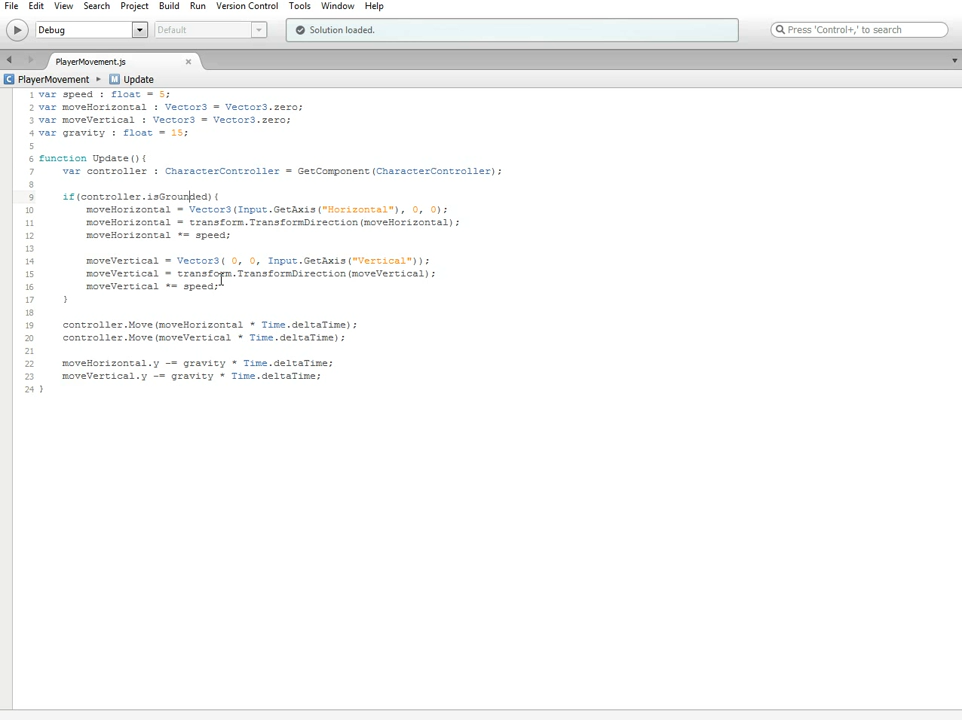 File Edit View Search Project Build Run Version Control Tools Window Help
Debug Default Solution loaded. Press 'Control+,' to search
PlayerMovement.js
PlayerMovement Update
1 var speed : float = 5;
2 var moveHorizontal : Vector3 = Vector3.zero;
3 var moveVertical : Vector3 = Vector3.zero;
4 var gravity : float = 15;
5
6 function Update(){
7 var controller : CharacterController = GetComponent(CharacterController);
8
9 if(controller.isGrounded){
10 moveHorizontal = Vector3(Input.GetAxis("Horizontal"), 0, 0);
11 moveHorizontal = transform.TransformDirection(moveHorizontal);
12 moveHorizontal *= speed;
13
14 moveVertical = Vector3( 0, 0, Input.GetAxis("Vertical"));
15 moveVertical = transform.TransformDirection(moveVertical);
16 moveVertical *= speed;
17 }
18
19 controller.Move(moveHorizontal * Time.deltaTime);
20 controller.Move(moveVertical * Time.deltaTime);
21
22 moveHorizontal.y -= gravity * Time.deltaTime;
23 moveVertical.y -= gravity * Time.deltaTime;
24 }